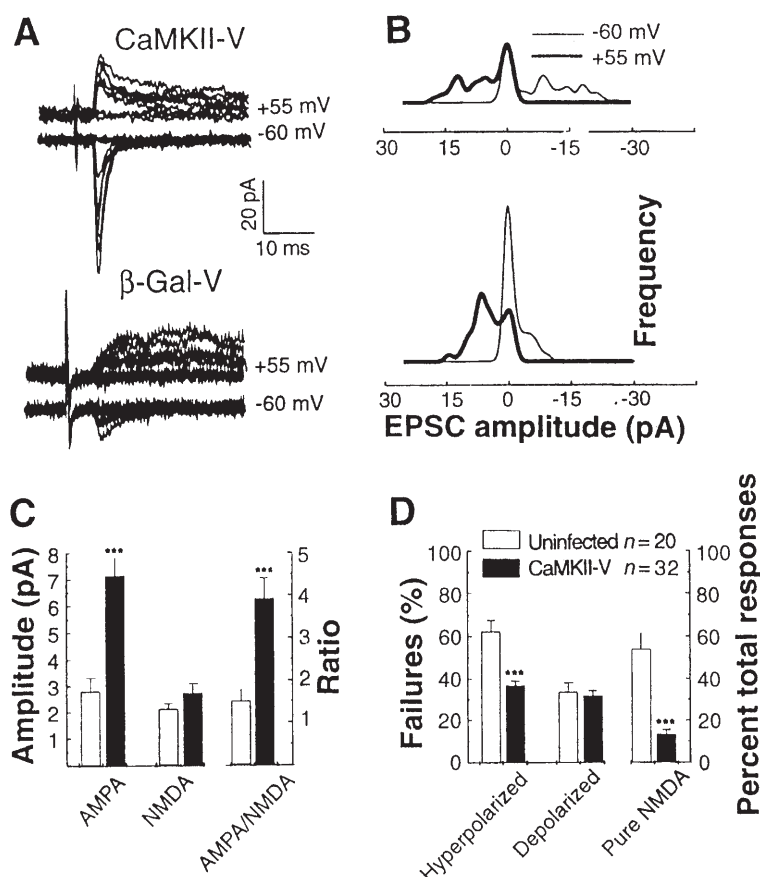 A
CaMKII-V
+55 mV
-60 mV
20 pA
10 ms
β-Gal-V
+55 mV
-60 mV
B
-60 mV
+55 mV
30 15 0 -15 -30
Frequency
30 15 0 -15 -30
EPSC amplitude (pA)
C
Amplitude (pA)
8
7
6
5
4
3
2
1
***
***
5
4
3
2
1
Ratio
AMPA
NMDA
AMPA/NMDA
D
Uninfected n=20
CaMKII-V n=32
Failures (%)
100
80
60
40
20
0
***
***
100
80
60
40
20
0
Percent total responses
Hyperpolarized
Depolarized
Pure NMDA